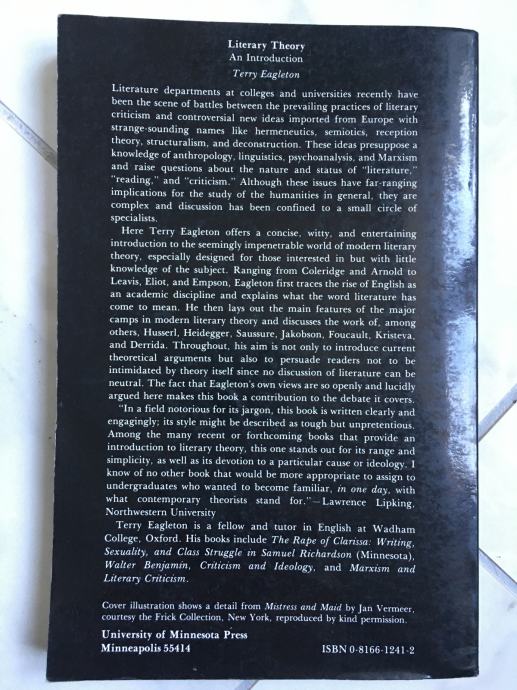 Literary Theory
An Introduction
Terry Eagleton
Literature departments at colleges and universities recently have
been the scene of battles between the prevailing practices of literary
criticism and controversial new ideas imported from Europe with
strange-sounding names like hermeneutics, semiotics, reception
theory, structuralism, and deconstruction. These ideas presuppose a
knowledge of anthropology, linguistics, psychoanalysis, and Marxism
and raise questions about the nature and status of "literature,"
"reading," and "criticism." Although these issues have far-ranging
implications for the study of the humanities in general, they are
complex and discussion has been confined to a small circle of
specialists.
Here Terry Eagleton offers a concise, witty, and entertaining
introduction to the seemingly impenetrable world of modern literary
theory, especially designed for those interested in but with little
knowledge of the subject. Ranging from Coleridge and Arnold to
Leavis, Eliot, and Empson, Eagleton first traces the rise of English as
an academic discipline and explains what the word literature has
come to mean. He then lays out the main features of the major
camps in modern literary theory and discusses the work of, among
others, Husserl, Heidegger, Saussure, Jakobson, Foucault, Kristeva,
and Derrida. Throughout, his aim is not only to introduce current
theoretical arguments but also to persuade readers not to be
intimidated by theory itself since no discussion of literature can be
neutral. The fact that Eagleton's own views are so openly and lucidly
argued here makes this book a contribution to the debate it covers.
"In a field notorious for its jargon, this book is written clearly and
engagingly; its style might be described as tough but unpretentious.
Among the many recent or forthcoming books that provide an
introduction to literary theory, this one stands out for its range and
simplicity, as well as its devotion to a particular cause or ideology. I
know of no other book that would be more appropriate to assign to
undergraduates who wanted to become familiar, in one day, with
what contemporary theorists stand for."—Lawrence Lipking,
Northwestern University
Terry Eagleton is a fellow and tutor in English at Wadham
College, Oxford. His books include The Rape of Clarissa: Writing,
Sexuality, and Class Struggle in Samuel Richardson (Minnesota),
Walter Benjamin, Criticism and Ideology, and Marxism and
Literary Criticism.
Cover illustration shows a detail from Mistress and Maid by Jan Vermeer,
courtesy the Frick Collection, New York, reproduced by kind permission.
University of Minnesota Press
Minneapolis 55414 ISBN 0-8166-1241-2